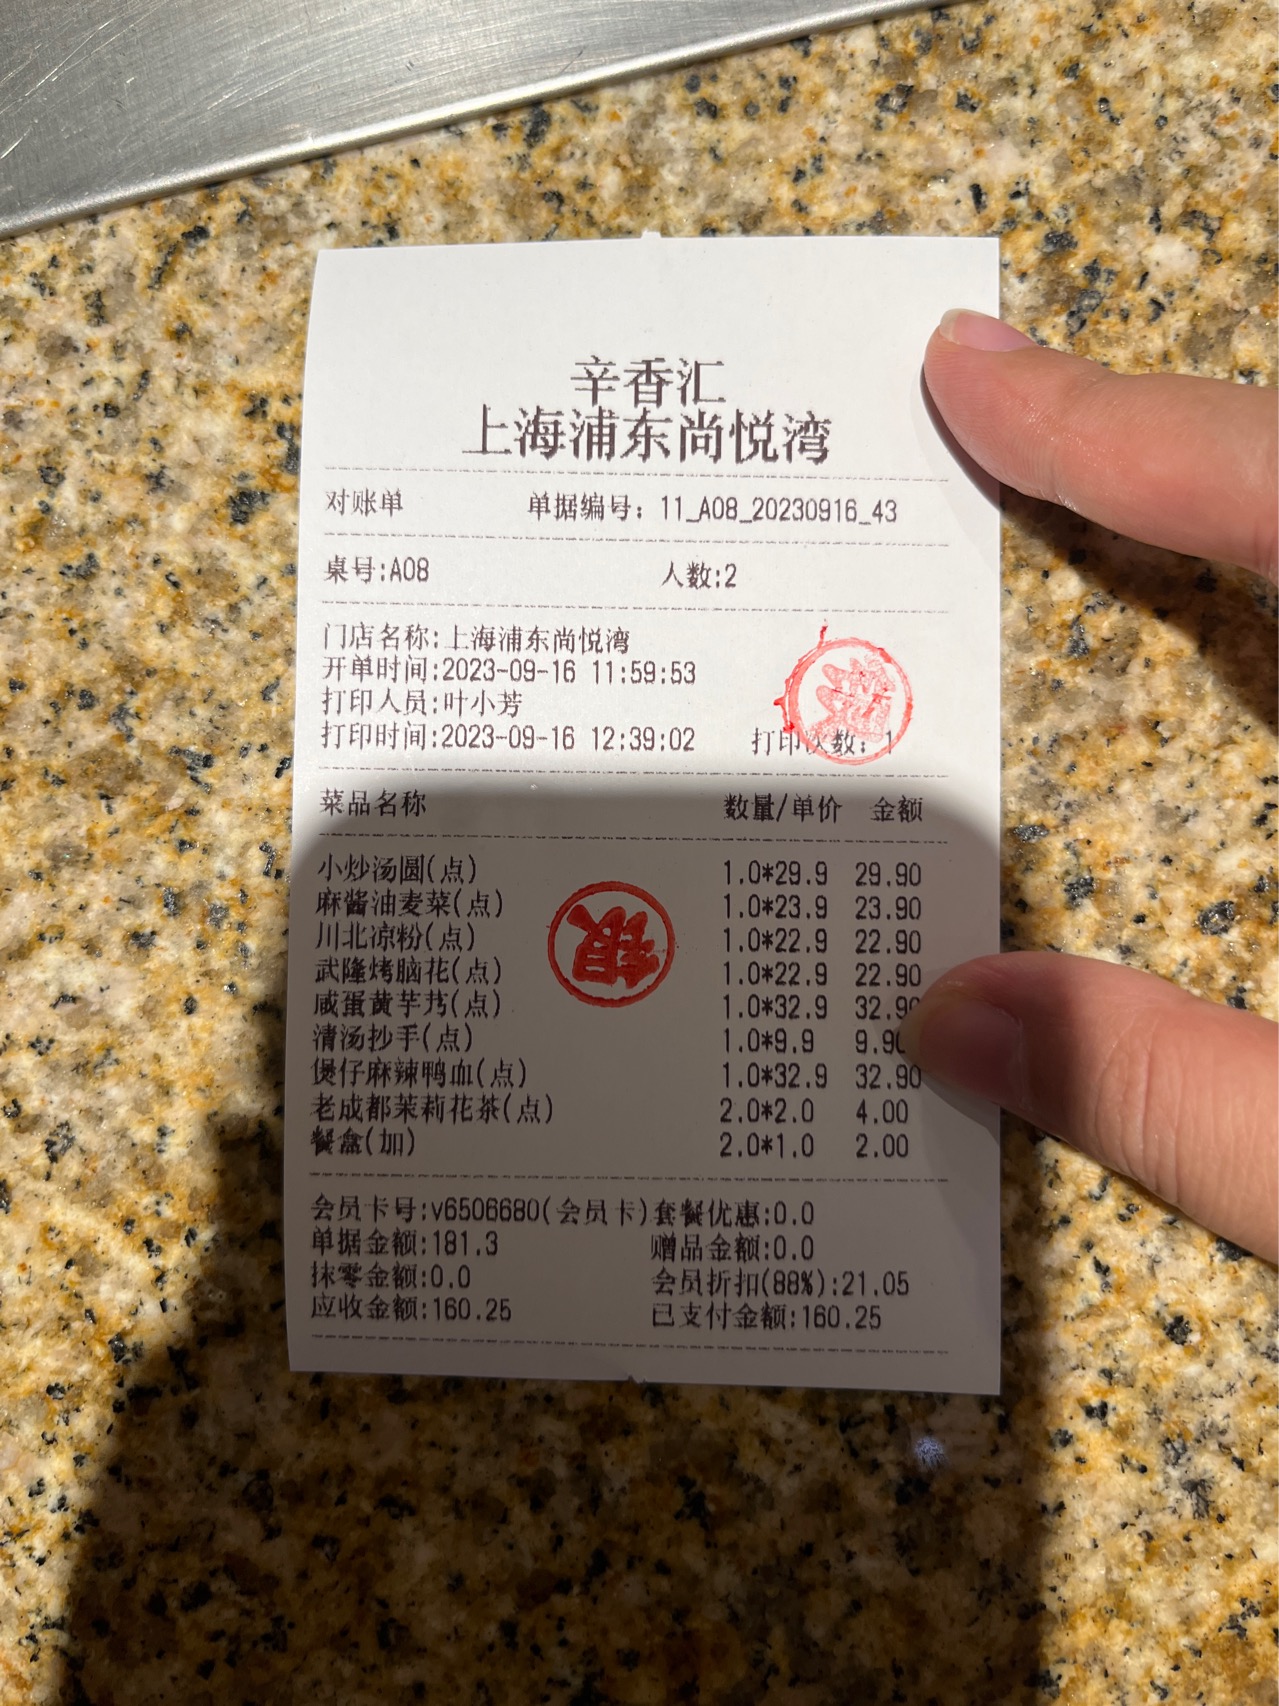 辛香汇
上海浦东尚悦湾
对账单 单据编号: 11_A08_20230916_43
桌号:A08 人数:2
门店名称:上海浦东尚悦湾
开单时间:2023-09-16 11:59:53
打印人员:叶小芳
打印时间:2023-09-16 12:39:02 打印次数: 1
菜品名称 数量/单价 金额
小炒汤圆(点) 1.0*29.9 29.90
麻酱油麦菜(点) 1.0*23.9 23.90
川北凉粉(点) 1.0*22.9 22.90
武隆烤脑花(点) 1.0*22.9 22.90
咸蛋黄芋艿(点) 1.0*32.9 32.90
清汤抄手(点) 1.0*9.9 9.90
煲仔麻辣鸭血(点) 1.0*32.9 32.90
老成都茉莉花茶(点) 2.0*2.0 4.00
餐盒(加) 2.0*1.0 2.00
会员卡号:v6506680(会员卡)套餐优惠:0.0
单据金额:181.3 赠品金额:0.0
抹零金额:0.0 会员折扣(88%):21.05
应收金额:160.25 已支付金额:160.25
银